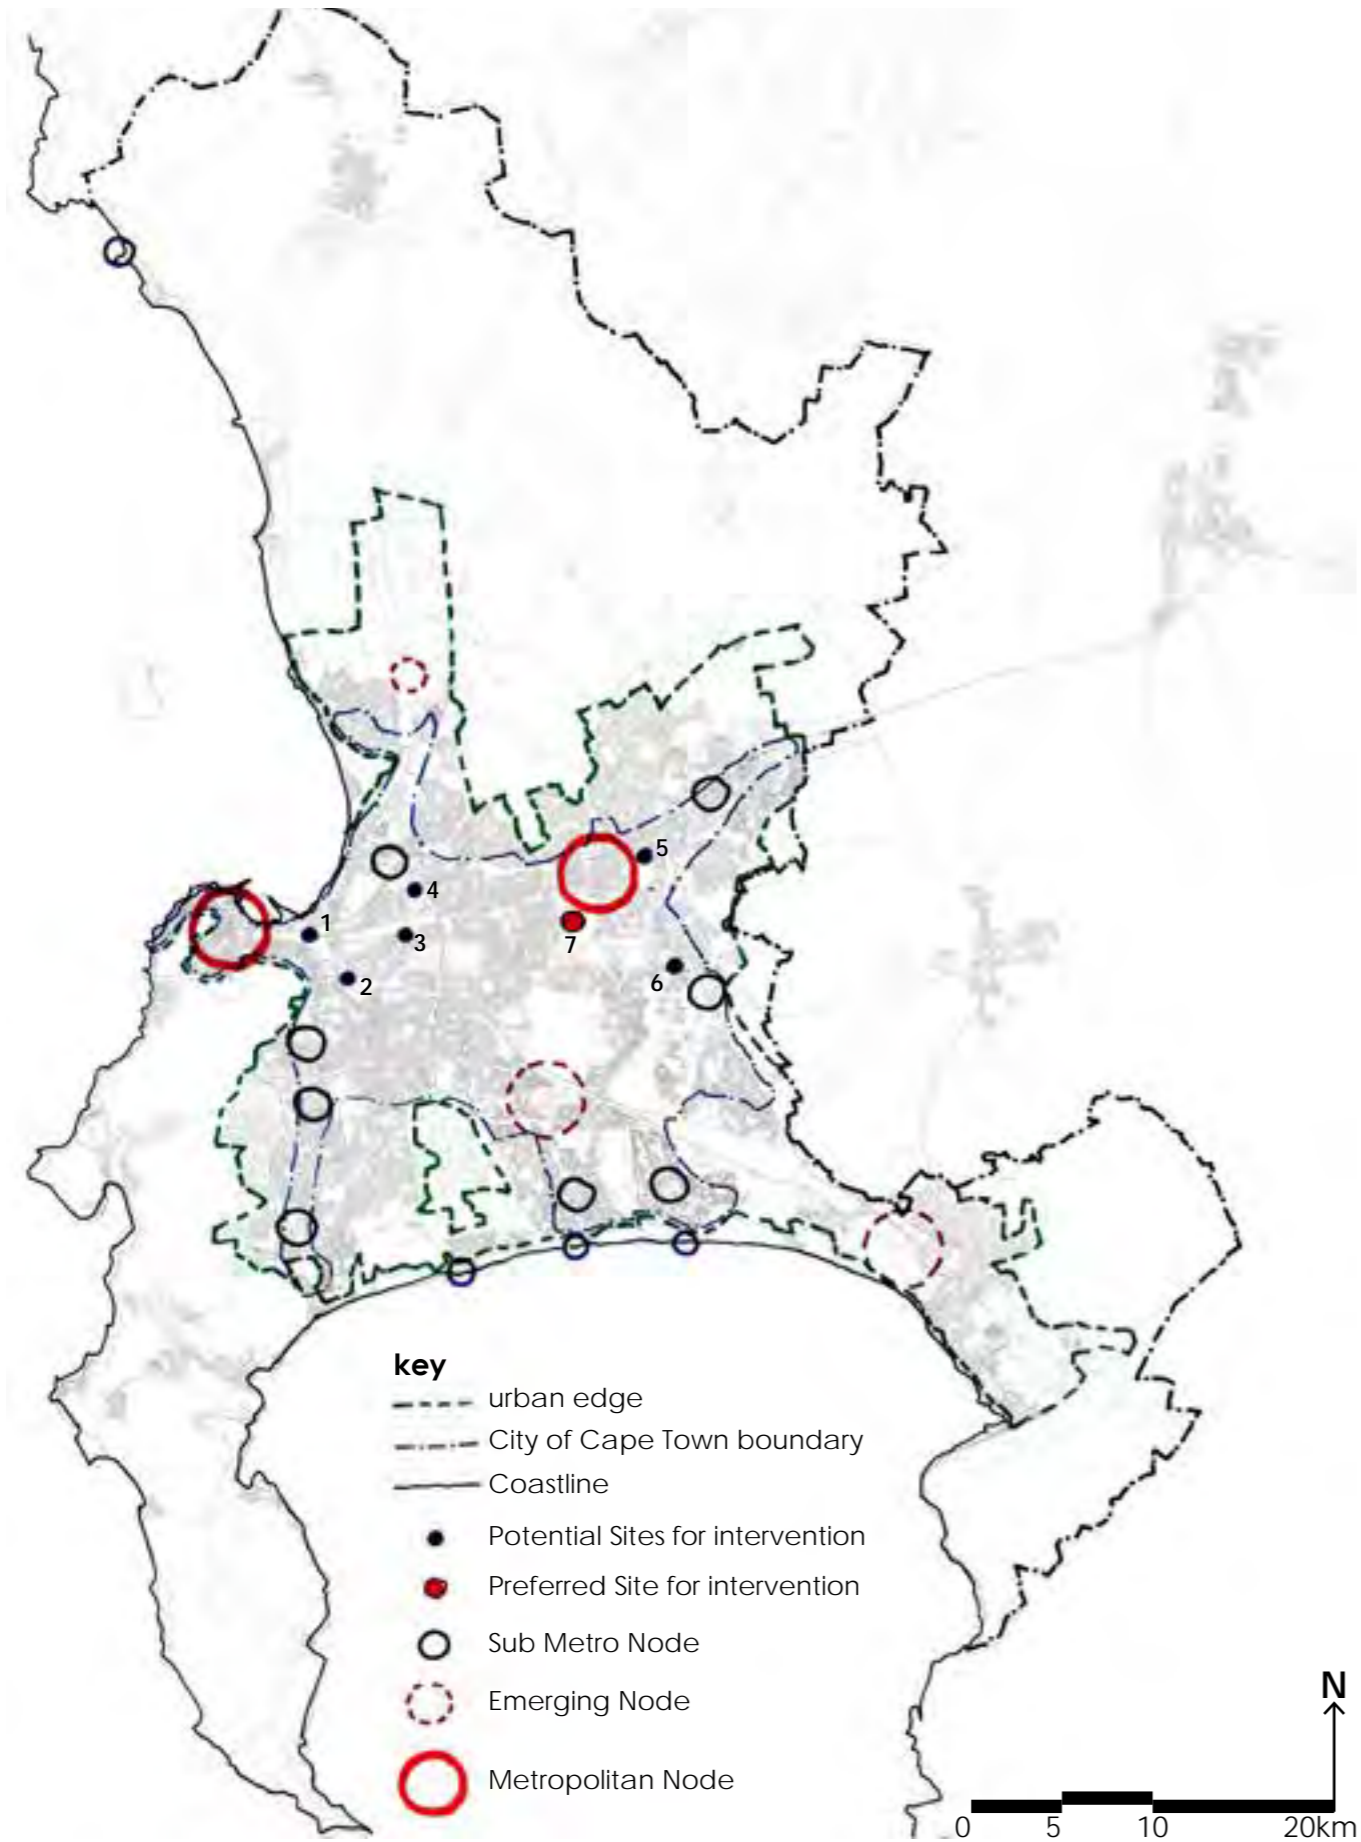 5
4
1
3
7
6
2
key
urban edge
City of Cape Town boundary
Coastline
Potential Sites for intervention
Preferred Site for intervention
Sub Metro Node
Emerging Node
Metropolitan Node
N
0 5 10 20km